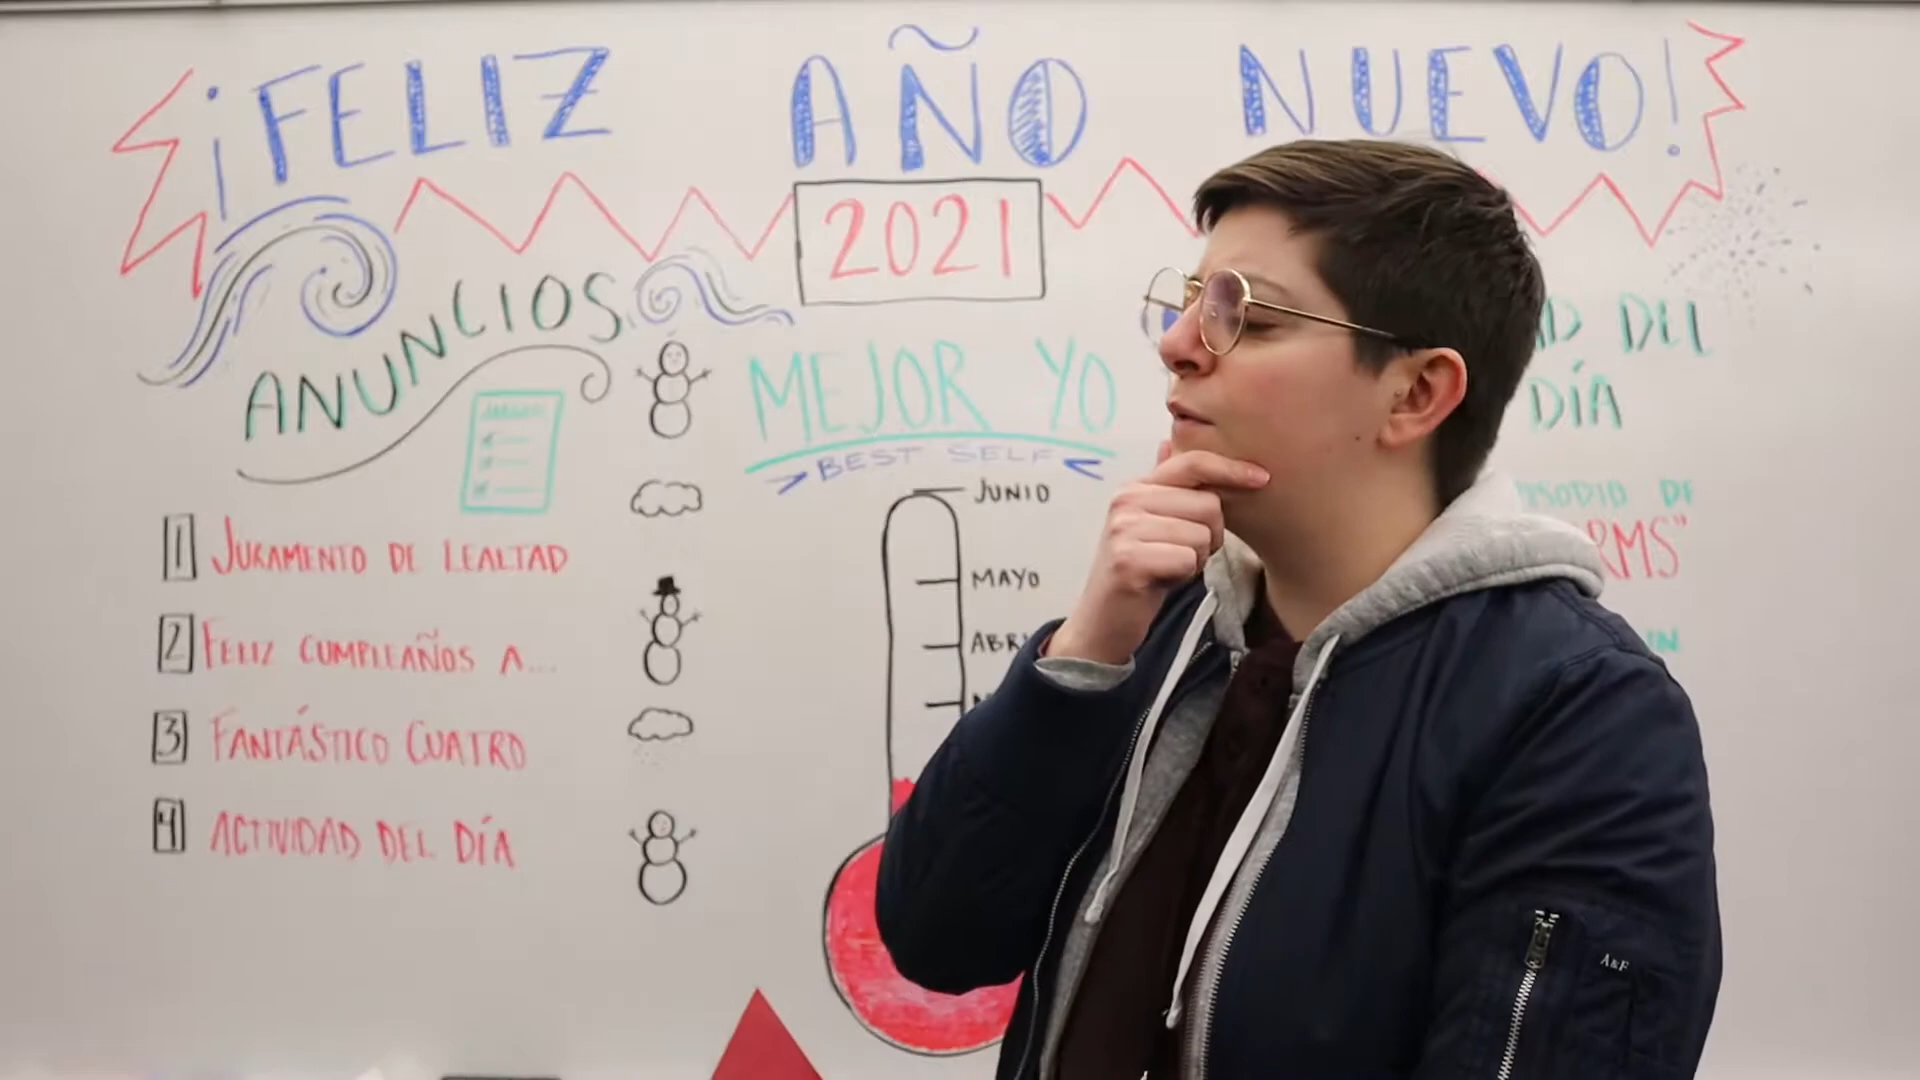 ¡FELIZ AÑO NUEVO!
2021
ANUNCIOS
MEJOR YO
BEST SELF
1 JURAMENTO DE LEALTAD
2 FELIZ CUMPLEAÑOS A...
3 FANTÁSTICO CUATRO
4 ACTIVIDAD DEL DÍA
JUNIO
MAYO
DEL
DÍA
DE
A&F